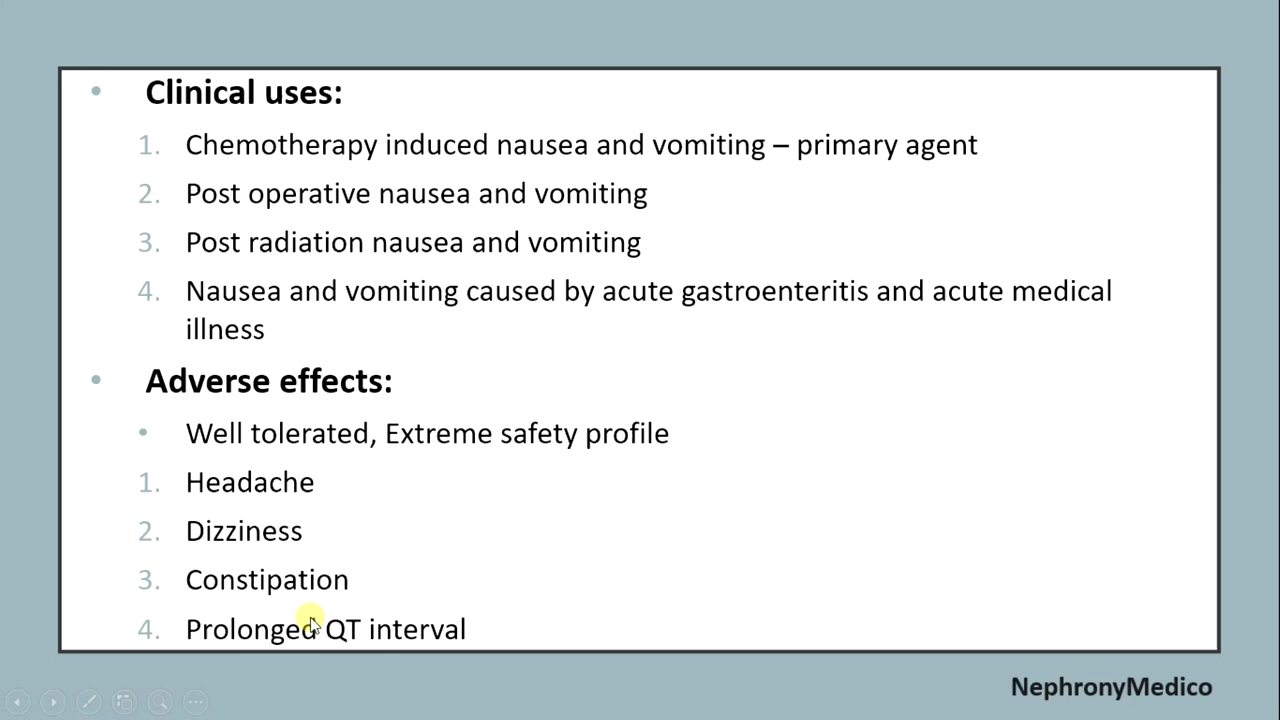 • Clinical uses:
1. Chemotherapy induced nausea and vomiting – primary agent
2. Post operative nausea and vomiting
3. Post radiation nausea and vomiting
4. Nausea and vomiting caused by acute gastroenteritis and acute medical
illness
• Adverse effects:
• Well tolerated, Extreme safety profile
1. Headache
2. Dizziness
3. Constipation
4. Prolonged QT interval
NephronyMedico